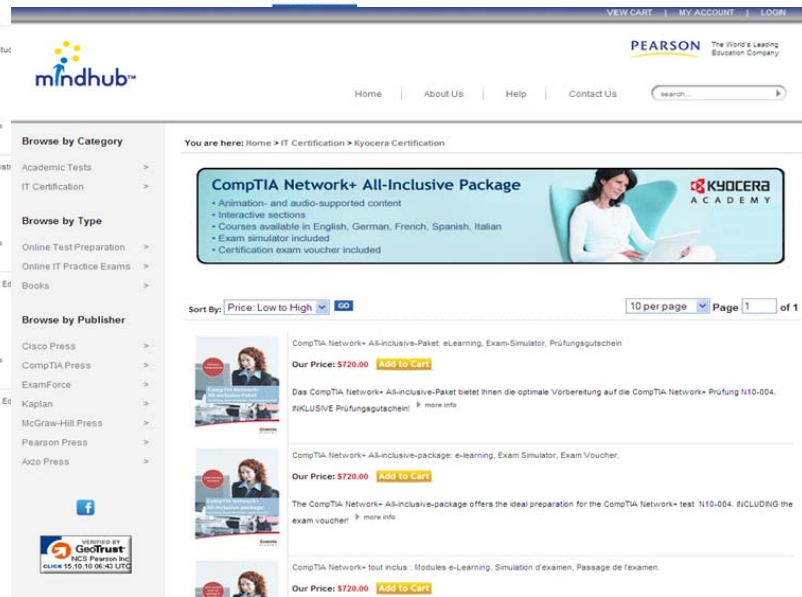 VIEW CART | MY ACCOUNT | LOGIN
mindhub™
PEARSON The World's Leading
Education Company
Home | About Us | Help | Contact Us
search...
Browse by Category
Academic Tests >
IT Certification >
Browse by Type
Online Test Preparation >
Online IT Practice Exams >
Books >
Browse by Publisher
Cisco Press >
CompTIA Press >
ExamForce >
Kaplan >
McGraw-Hill Press >
Pearson Press >
Axzo Press >
VERIFIED BY
GeoTrust
NCS Pearson Inc
CLICK 15.10.10 06:43 UTC
You are here: Home > IT Certification > Kyocera Certification
CompTIA Network+ All-Inclusive Package
• Animation- and audio-supported content
• Interactive sections
• Courses available in English, German, French, Spanish, Italian
• Exam simulator included
• Certification exam voucher included
KYOCERA
ACADEMY
Sort By: Price: Low to High GO
10 per page Page 1 of 1
CompTIA Network+ All-inclusive-Paket: eLearning, Exam-Simulator, Prüfungsgutschein
Our Price: $720.00 Add to Cart
Das CompTIA Network+ All-inclusive-Paket bietet Ihnen die optimale Vorbereitung auf die CompTIA Network+ Prüfung N10-004.
INKLUSIVE Prüfungsgutschein! more info
CompTIA Network+ All-inclusive-package: e-learning, Exam Simulator, Exam Voucher.
Our Price: $720.00 Add to Cart
The CompTIA Network+ All-inclusive-package offers the ideal preparation for the CompTIA Network+ test N10-004. INCLUDING the
exam voucher! more info
CompTIA Network+ tout inclus : Modules e-Learning, Simulation d'examen, Passage de l'examen.
Our Price: $720.00 Add to Cart